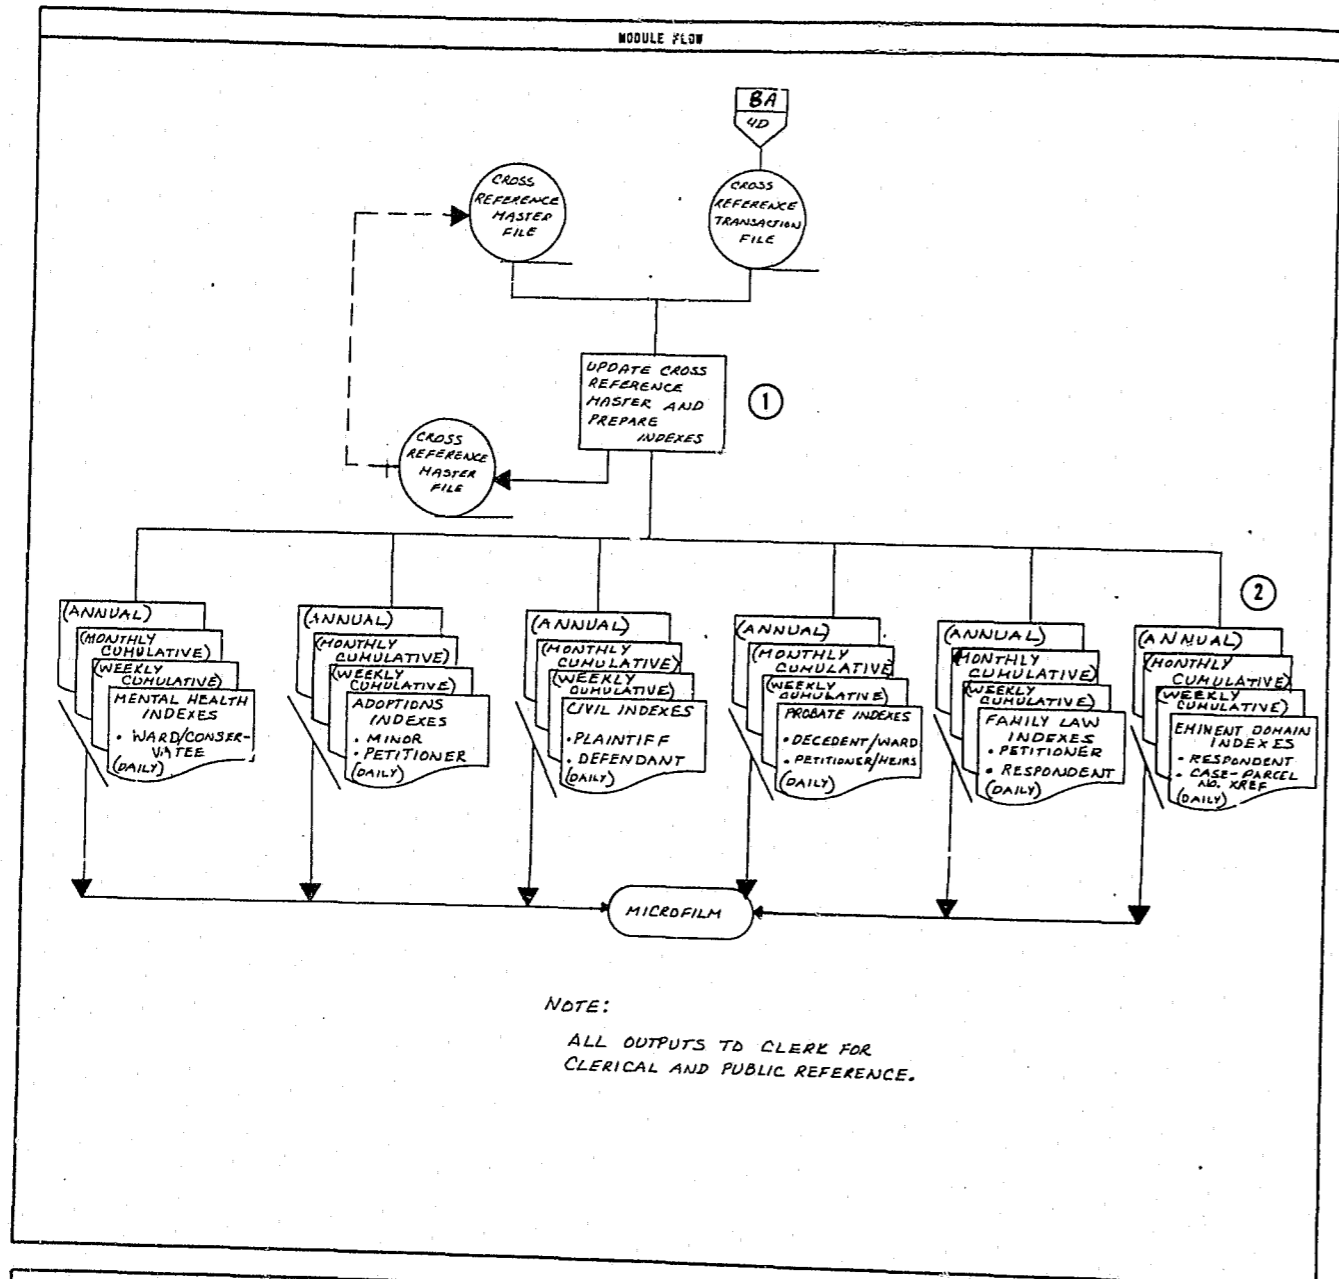 MODULE FLOW
BA
4D
CROSS
REFERENCE
MASTER
FILE
CROSS
REFERENCE
TRANSACTION
FILE
UPDATE CROSS
REFERENCE
MASTER AND
PREPARE
INDEXES
1
CROSS
REFERENCE
MASTER
FILE
2
(ANNUAL)
(MONTHLY
CUMULATIVE)
(WEEKLY
CUMULATIVE)
MENTAL HEALTH
INDEXES
• WARD/CONSER-
VATEE
(DAILY)
(ANNUAL)
(MONTHLY
CUMULATIVE)
(WEEKLY
CUMULATIVE)
ADOPTIONS
INDEXES
• MINOR
• PETITIONER
(DAILY)
(ANNUAL)
(MONTHLY
CUMULATIVE)
(WEEKLY
CUMULATIVE)
CIVIL INDEXES
• PLAINTIFF
• DEFENDANT
(DAILY)
(ANNUAL)
(MONTHLY
CUMULATIVE
(WEEKLY
CUMULATIVE)
PROBATE INDEXES
• DECEDENT/WARD
• PETITIONER/HEIRS
(DAILY)
(ANNUAL)
(MONTHLY
CUMULATIVE)
(WEEKLY
CUMULATIVE)
FAMILY LAW
INDEXES
• PETITIONER
• RESPONDENT
(DAILY)
(ANNUAL)
(MONTHLY
CUMULATIVE)
(WEEKLY
CUMULATIVE)
EMINENT DOMAIN
INDEXES
• RESPONDENT
• CASE-PARCEL
NO. XREF
(DAILY)
MICROFILM
NOTE:
ALL OUTPUTS TO CLERK FOR
CLERICAL AND PUBLIC REFERENCE.